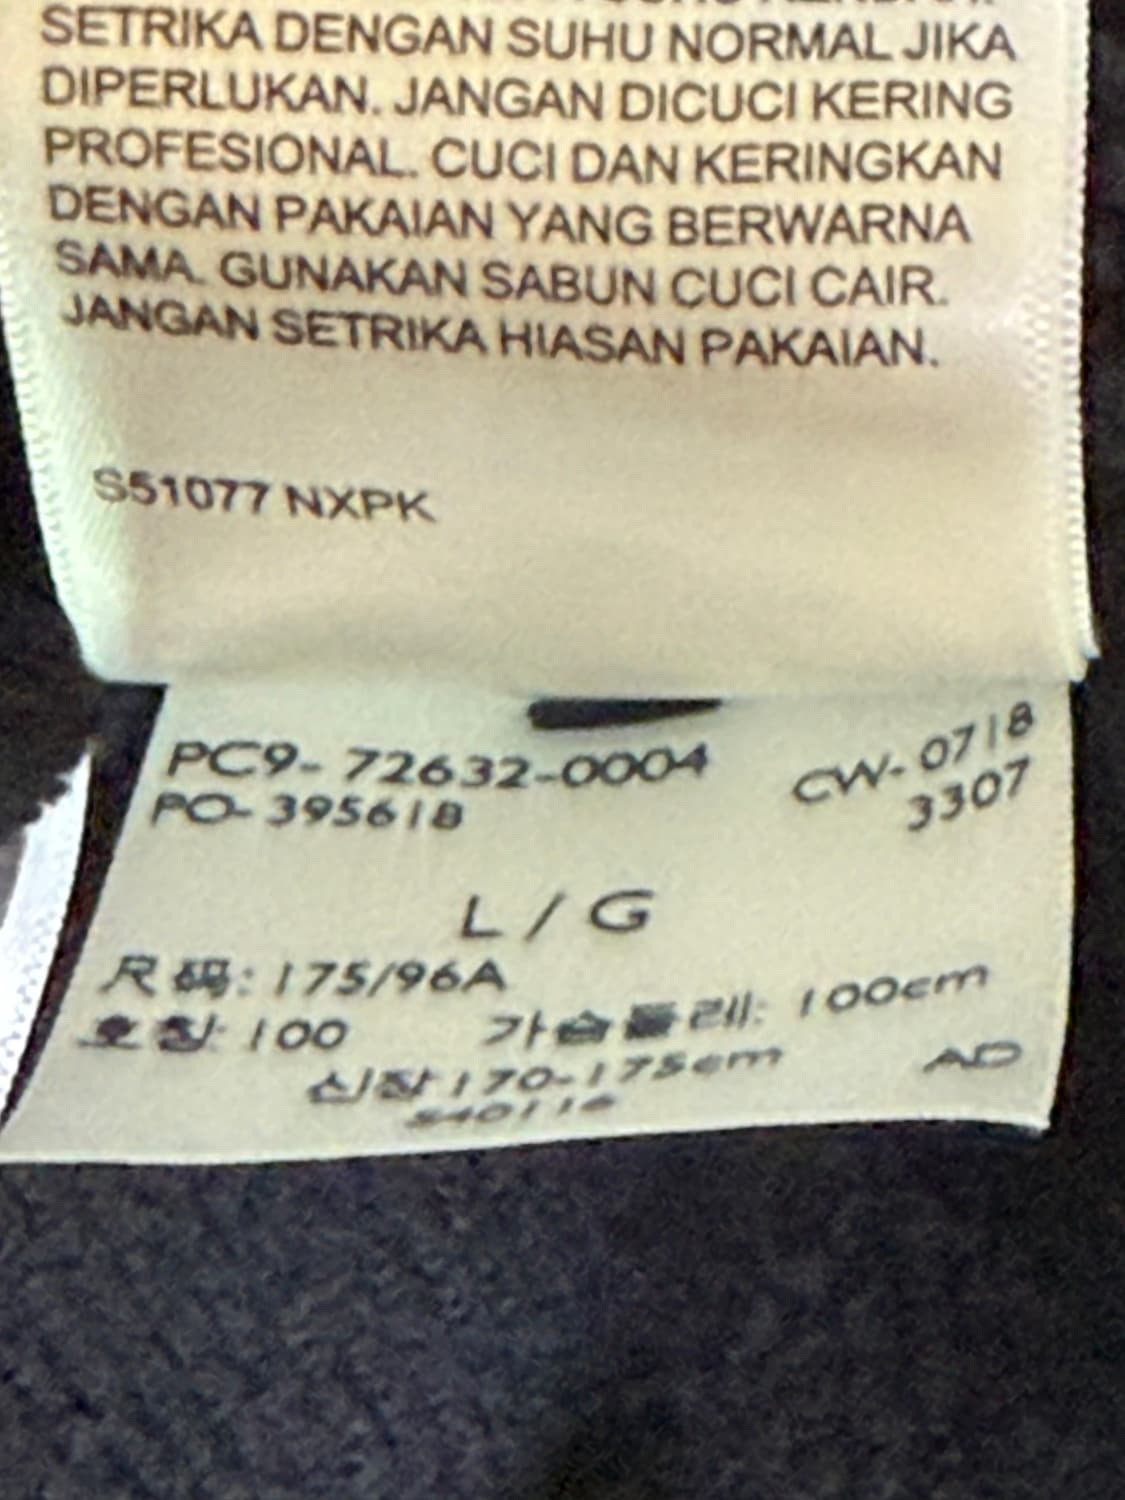 SETRIKA DENGAN SUHU NORMAL JIKA
DIPERLUKAN. JANGAN DICUCI KERING
PROFESIONAL. CUCI DAN KERINGKAN
DENGAN PAKAIAN YANG BERWARNA
SAMA. GUNAKAN SABUN CUCI CAIR.
JANGAN SETRIKA HIASAN PAKAIAN.
S51077 NXPK
PC9-72632-0004 CW-0718
PO-395618 3307
L / G
尺码: 175/96A
호칭: 100 가슴둘레: 100cm
신장 170-175cm AD